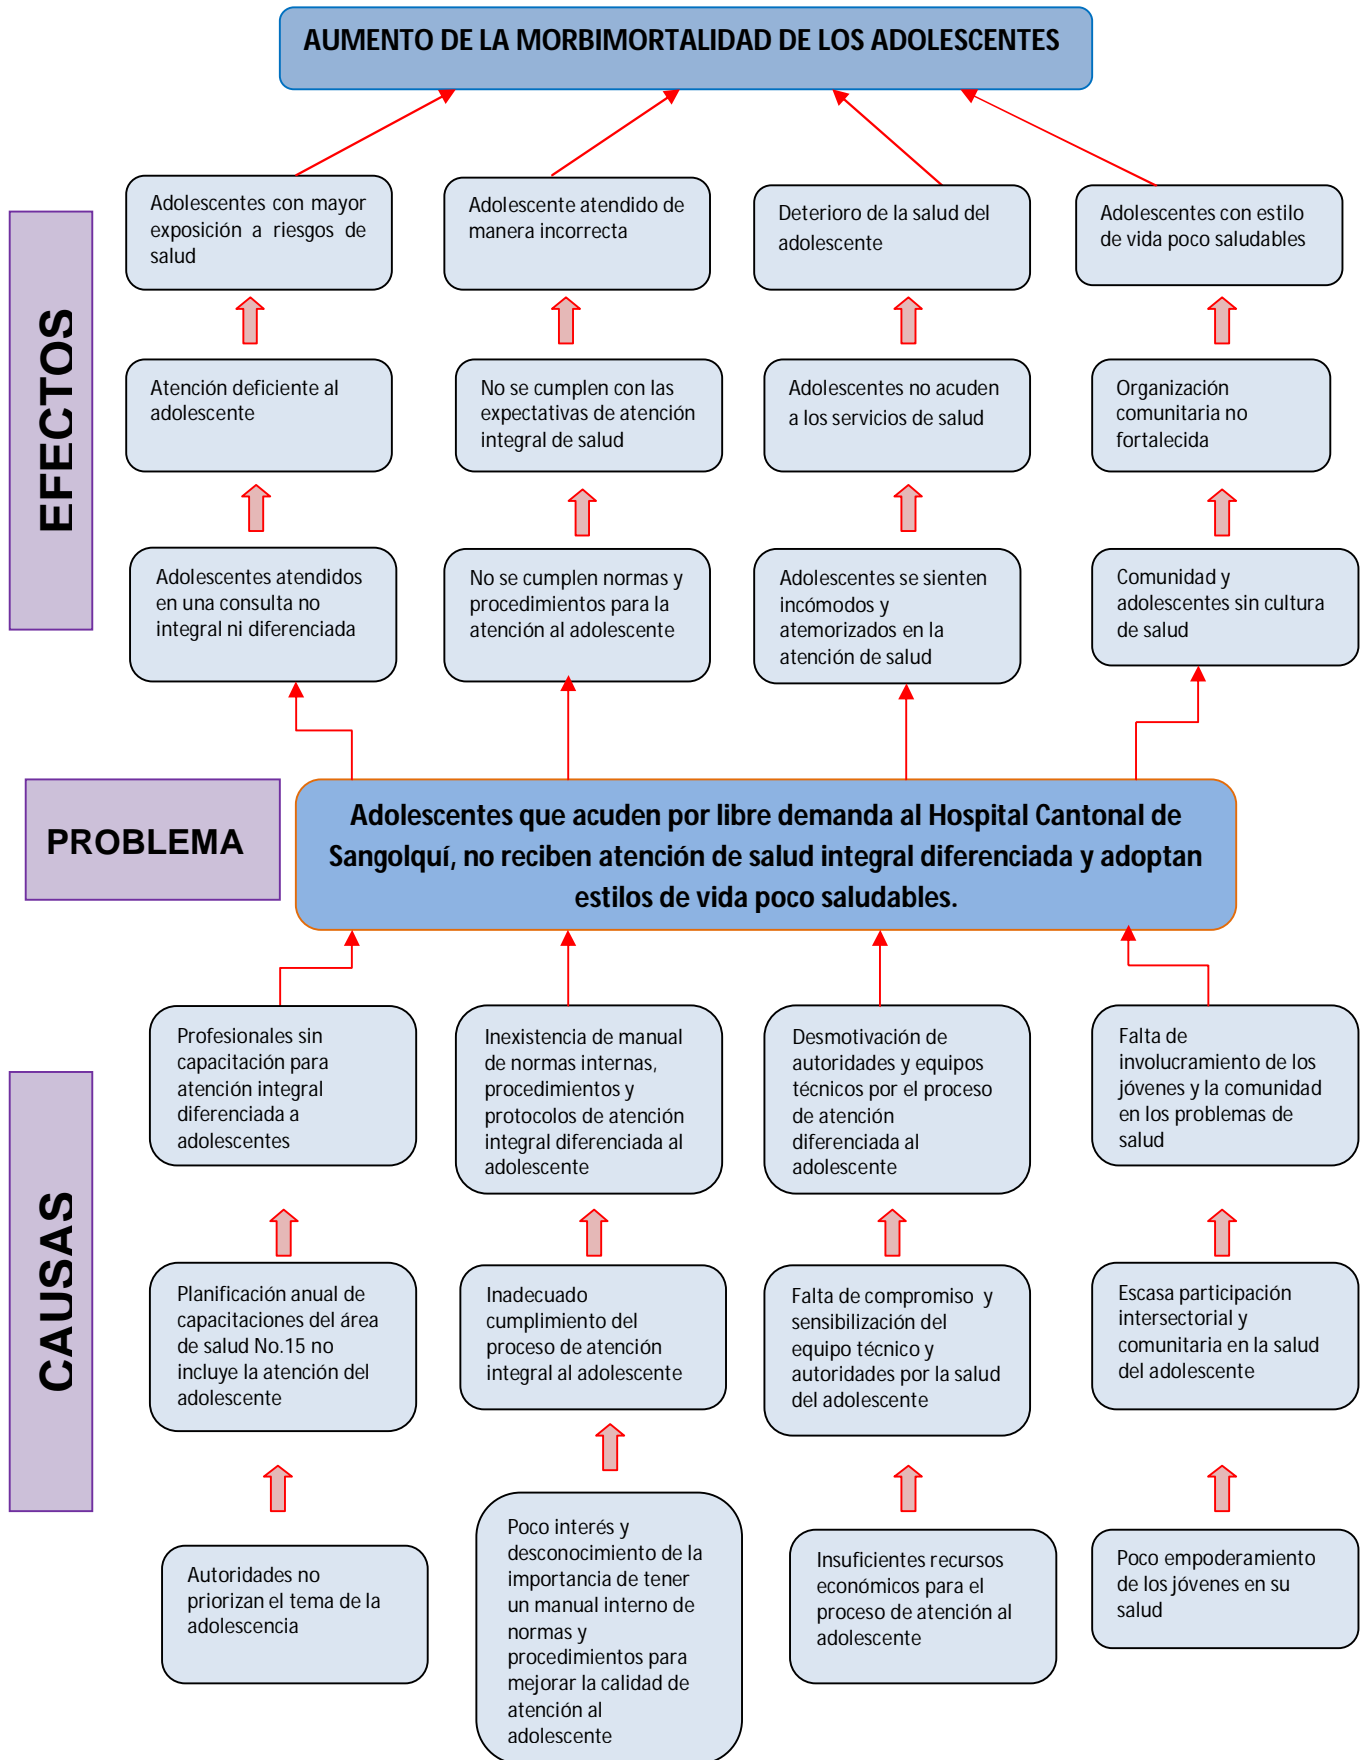 AUMENTO DE LA MORBIMORTALIDAD DE LOS ADOLESCENTES
EFECTOS
Adolescentes con mayor
exposición a riesgos de
salud
Adolescente atendido de
manera incorrecta
Deterioro de la salud del
adolescente
Adolescentes con estilo
de vida poco saludables
Atención deficiente al
adolescente
No se cumplen con las
expectativas de atención
integral de salud
Adolescentes no acuden
a los servicios de salud
Organización
comunitaria no
fortalecida
Adolescentes atendidos
en una consulta no
integral ni diferenciada
No se cumplen normas y
procedimientos para la
atención al adolescente
Adolescentes se sienten
incómodos y
atemorizados en la
atención de salud
Comunidad y
adolescentes sin cultura
de salud
PROBLEMA
Adolescentes que acuden por libre demanda al Hospital Cantonal de
Sangolquí, no reciben atención de salud integral diferenciada y adoptan
estilos de vida poco saludables.
CAUSAS
Profesionales sin
capacitación para
atención integral
diferenciada a
adolescentes
Inexistencia de manual
de normas internas,
procedimientos y
protocolos de atención
integral diferenciada al
adolescente
Desmotivación de
autoridades y equipos
técnicos por el proceso
de atención
diferenciada al
adolescente
Falta de
involucramiento de los
jóvenes y la comunidad
en los problemas de
salud
Planificación anual de
capacitaciones del área
de salud No.15 no
incluye la atención del
adolescente
Inadecuado
cumplimiento del
proceso de atención
integral al adolescente
Falta de compromiso y
sensibilización del
equipo técnico y
autoridades por la salud
del adolescente
Escasa participación
intersectorial y
comunitaria en la salud
del adolescente
Autoridades no
priorizan el tema de la
adolescencia
Poco interés y
desconocimiento de la
importancia de tener
un manual interno de
normas y
procedimientos para
mejorar la calidad de
atención al
adolescente
Insuficientes recursos
económicos para el
proceso de atención al
adolescente
Poco empoderamiento
de los jóvenes en su
salud